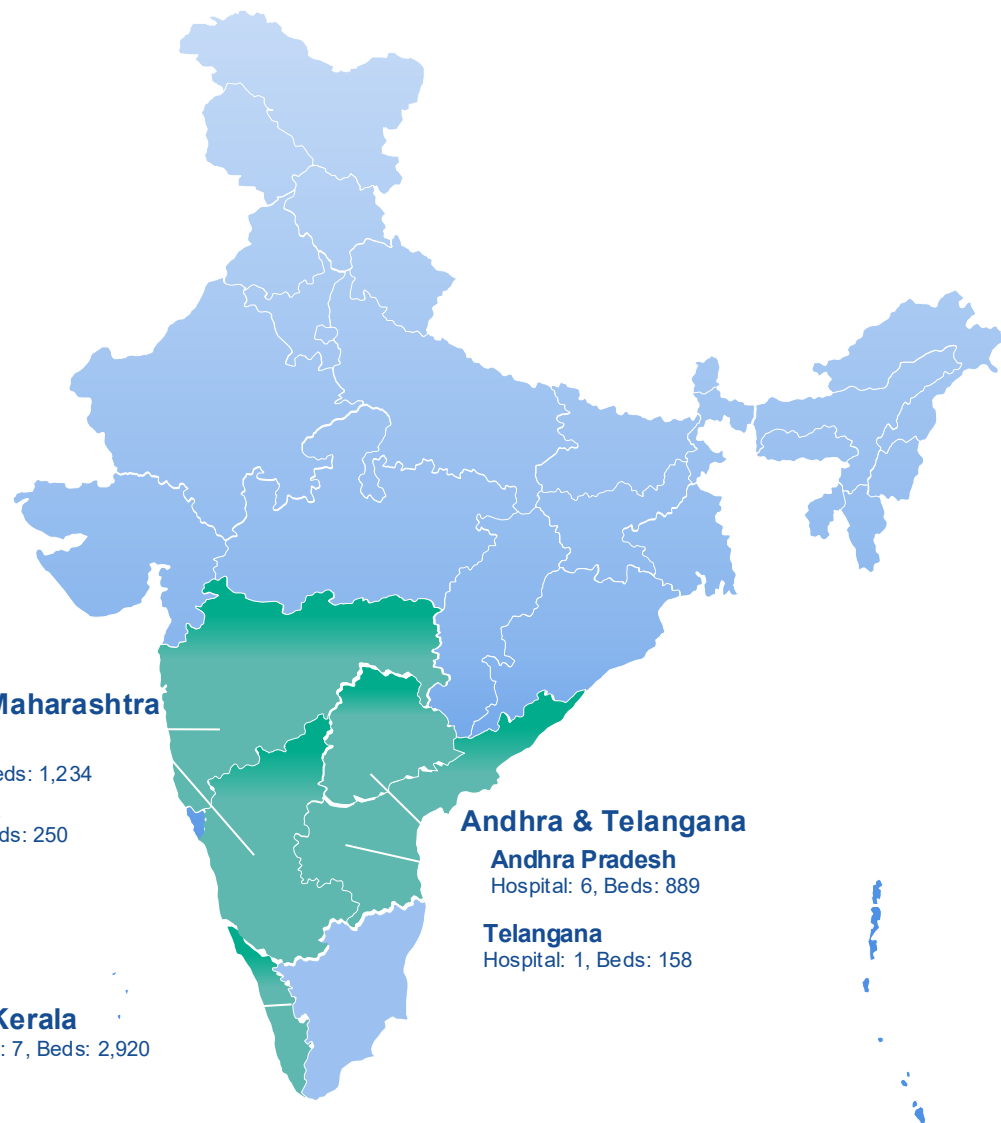 Maharashtra
eds: 1,234
ds: 250
Andhra & Telangana
Andhra Pradesh
Hospital: 6, Beds: 889
Telangana
Hospital: 1, Beds: 158
Kerala
: 7, Beds: 2,920